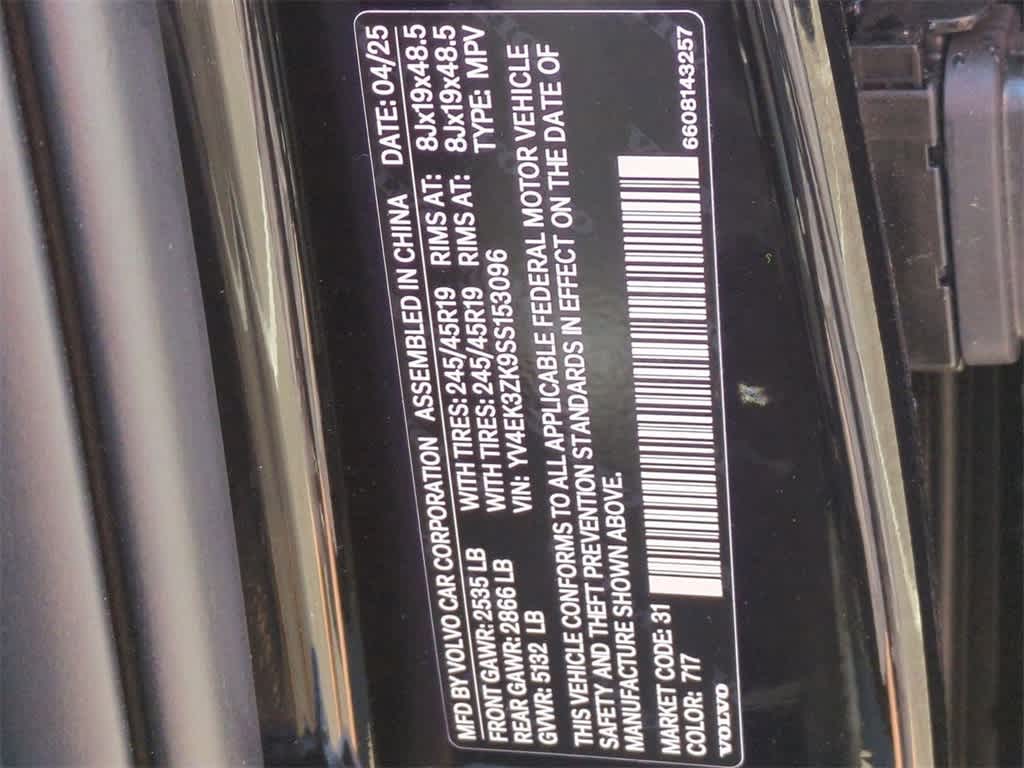 MFD BY VOLVO CAR CORPORATION ASSEMBLED IN CHINA DATE: 04/25
FRONT GAWR: 2535 LB WITH TIRES: 245/45R19 RIMS AT: 8Jx19x48.5
REAR GAWR: 2866 LB WITH TIRES: 245/45R19 RIMS AT: 8Jx19x48.5
GVWR: 5132 LB VIN: YV4EK3ZK9SS153096 TYPE: MPV
THIS VEHICLE CONFORMS TO ALL APPLICABLE FEDERAL MOTOR VEHICLE
SAFETY AND THEFT PREVENTION STANDARDS IN EFFECT ON THE DATE OF
MANUFACTURE SHOWN ABOVE.
MARKET CODE: 31
COLOR: 717
VOLVO 6608143257